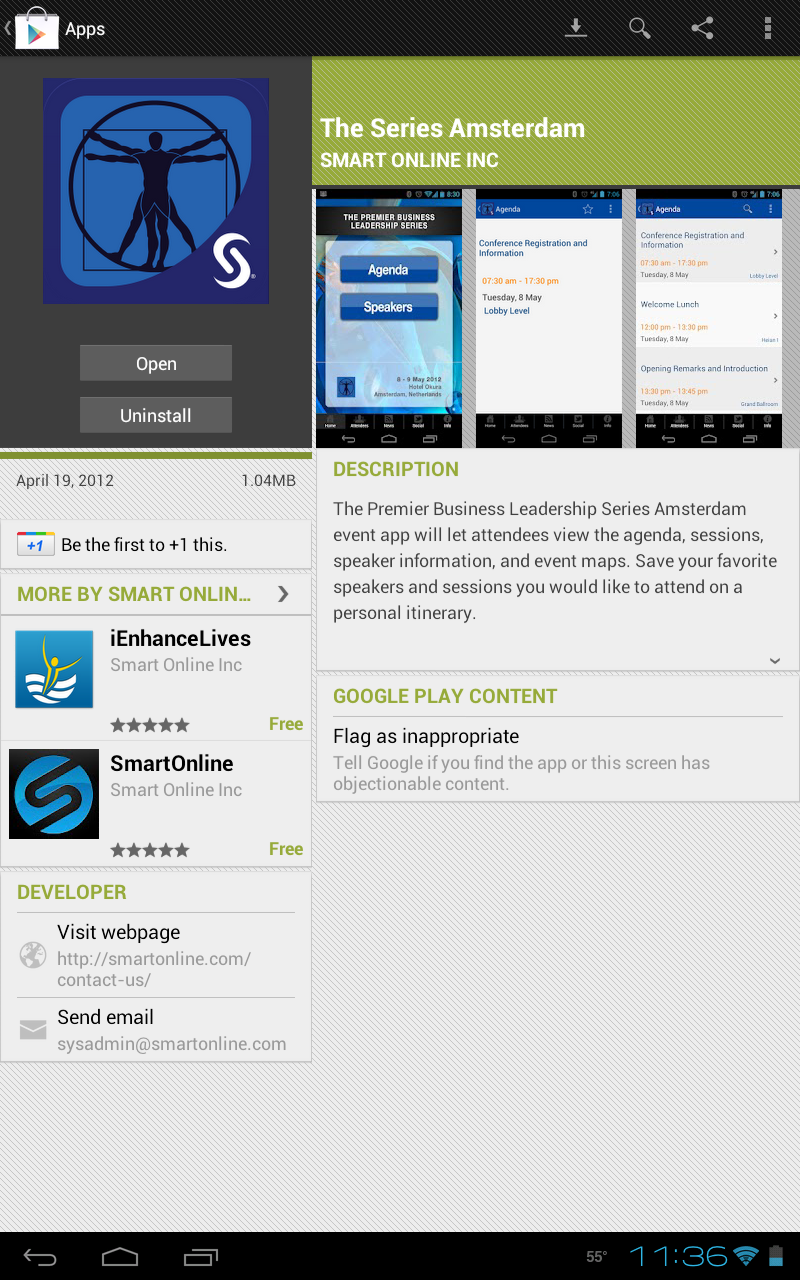 Apps
The Series Amsterdam
SMART ONLINE INC
S
Open
Uninstall
8:30
THE PREMIER BUSINESS
LEADERSHIP SERIES
Agenda
Speakers
8 - 9 May 2012
Hotel Okura
Amsterdam, Netherlands
Home Attendees News Social Info
7:06
Agenda
Conference Registration and
Information
07:30 am - 17:30 pm
Tuesday, 8 May
Lobby Level
Home Attendees News Social Info
7:06
Agenda
Conference Registration and
Information
07:30 am - 17:30 pm
Tuesday, 8 May
Lobby Level
Welcome Lunch
12:00 pm - 13:30 pm
Tuesday, 8 May
Opening Remarks and Introduction
13:30 pm - 13:45 pm
Tuesday, 8 May
Grand Ballroom
Home Attendees News Social Info
April 19, 2012
1.04MB
+1 Be the first to +1 this.
MORE BY SMART ONLIN...
iEnhanceLives
Smart Online Inc
Free
SmartOnline
Smart Online Inc
Free
DEVELOPER
Visit webpage
http://smartonline.com/
contact-us/
Send email
sysadmin@smartonline.com
DESCRIPTION
The Premier Business Leadership Series Amsterdam
event app will let attendees view the agenda, sessions,
speaker information, and event maps. Save your favorite
speakers and sessions you would like to attend on a
personal itinerary.
GOOGLE PLAY CONTENT
Flag as inappropriate
Tell Google if you find the app or this screen has
objectionable content.
55°
11:36